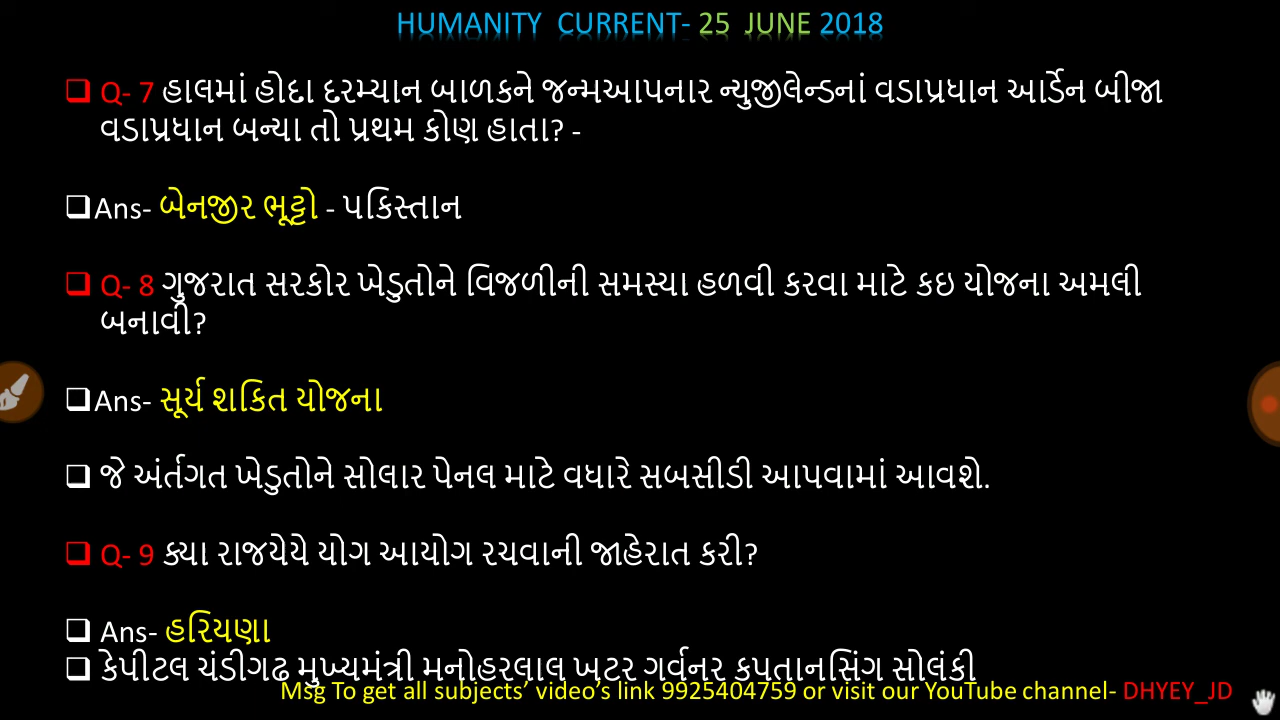 HUMANITY CURRENT- 25 JUNE 2018
❑ Q- 7 હાલમાં હોદા દરમ્યાન બાળકને જન્મઆપનાર ન્યુજીલેન્ડનાં વડાપ્રધાન આર્ડેન બીજા
વડાપ્રધાન બન્યા તો પ્રથમ કોણ હાતા? -
❑Ans- બેનજીર ભૂટ્ટો - પકિસ્તાન
❑ Q- 8 ગુજરાત સરકોર ખેડુતોને વિજળીની સમસ્યા હળવી કરવા માટે કઇ યોજના અમલી
બનાવી?
❑Ans- સૂર્ય શકિત યોજના
❑ જે અંર્તગત ખેડુતોને સોલાર પેનલ માટે વધારે સબસીડી આપવામાં આવશે.
❑ Q- 9 ક્યા રાજયેયે યોગ આયોગ રચવાની જાહેરાત કરી?
❑ Ans- હરિયણા
❑ કેપીટલ ચંડીગઢ મુખ્યમંત્રી મનોહરલાલ ખટર ગર્વનર કપતાનસિંગ સોલંકી
Msg To get all subjects' video's link 9925404759 or visit our YouTube channel- DHYEY_JD